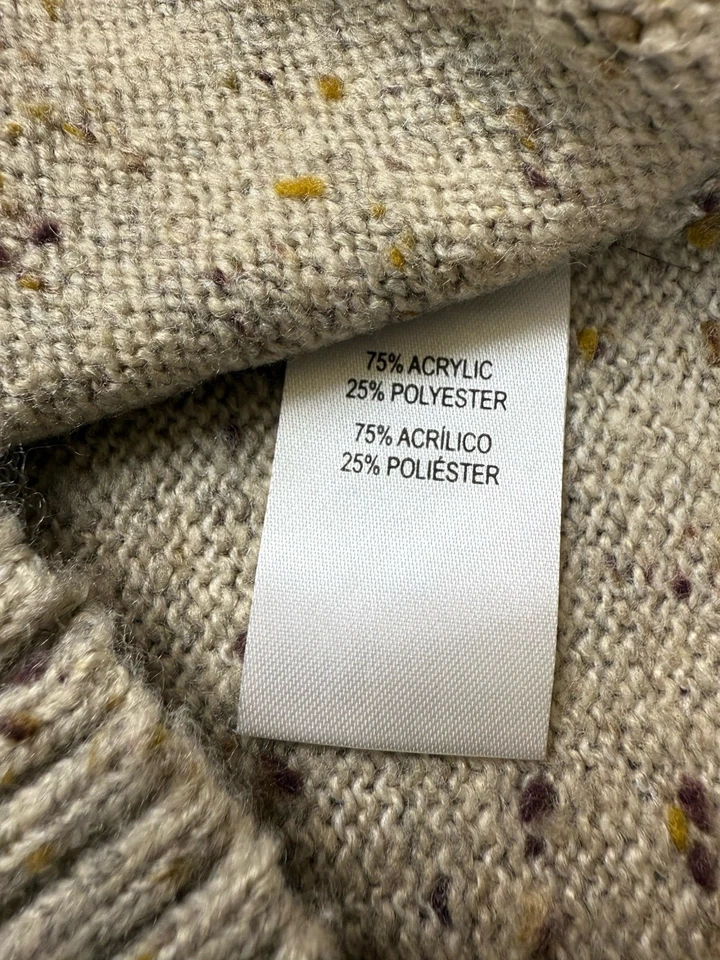 75% ACRYLIC
25% POLYESTER
75% ACRÍLICO
25% POLIÉSTER